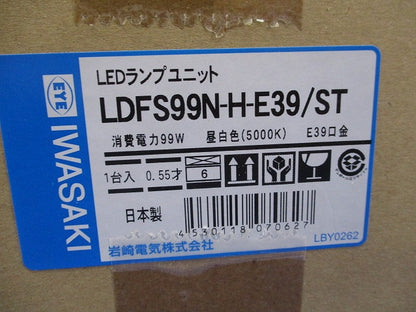 EYE
IWASAKI
LEDランプユニット
LDFS99N-H-E39/ST
消費電力99W 昼白色(5000K) E39口金
1台入 0.55才 6
日本製
4530118070627
岩崎電気株式会社
LBY0262